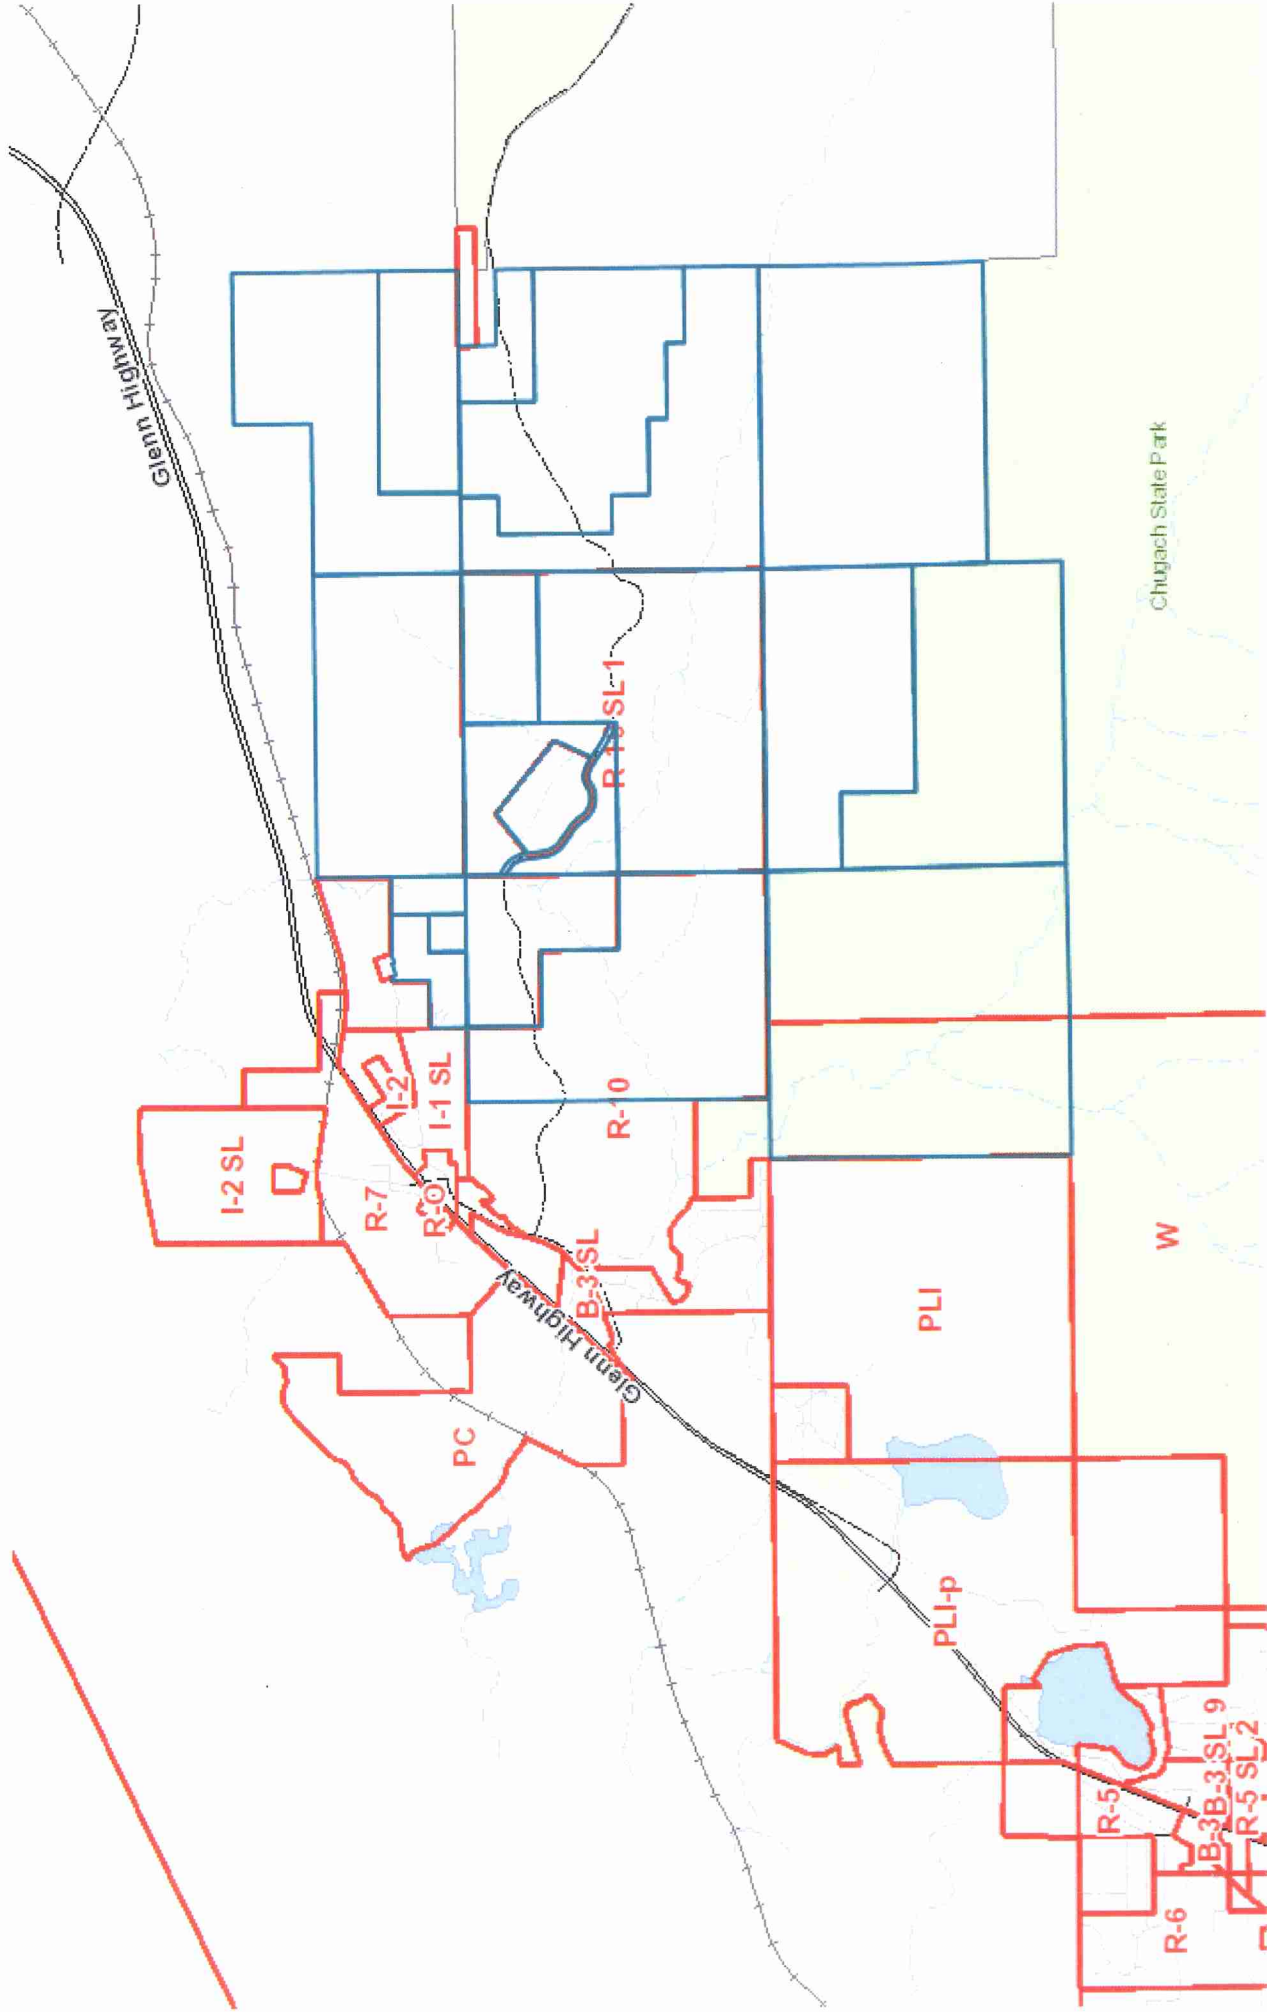 Glenn Highway
I-2 SL
R-7
I-2
I-1 SL
R-O
PC
Glenn Highway
B-3 SL
R-10
SL 1
PLI
W
Chugach State Park
PLI-p
R-5
B-3
B-3 SL 9
R-5 SL 2
R-6